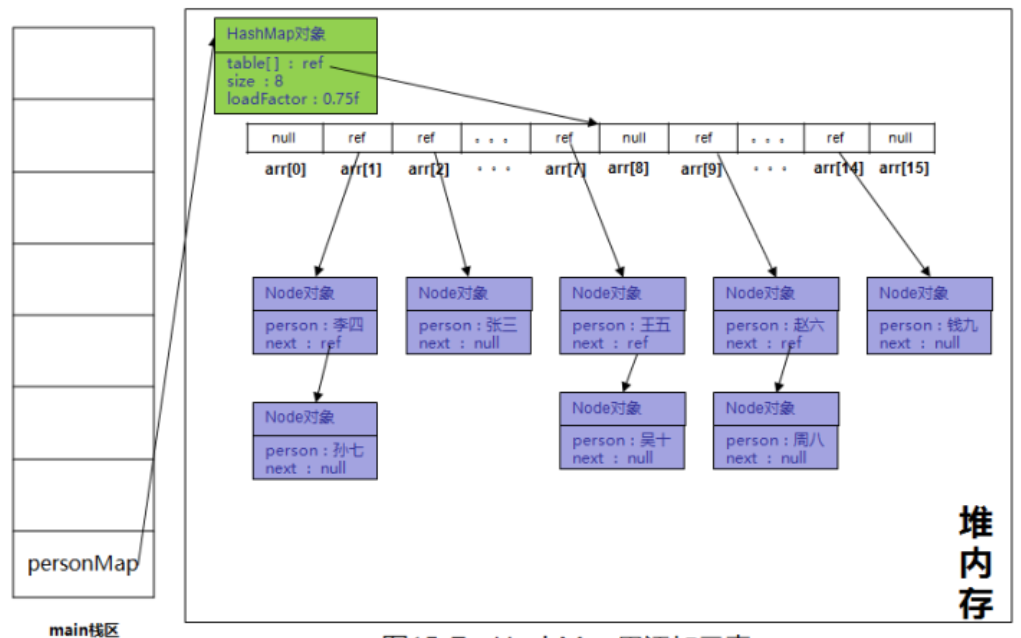 HashMap对象
table[] : ref
size : 8
loadFactor : 0.75f
null ref ref 。。。 ref null ref 。。。 ref null
arr[0] arr[1] arr[2] 。。。 arr[7] arr[8] arr[9] 。。。 arr[14] arr[15]
Node对象
person : 李四
next : ref
Node对象
person : 张三
next : null
Node对象
person : 王五
next : ref
Node对象
person : 赵六
next : ref
Node对象
person : 钱九
next : null
Node对象
person : 孙七
next : null
Node对象
person : 吴十
next : null
Node对象
person : 周八
next : null
堆
内
存
personMap
main栈区